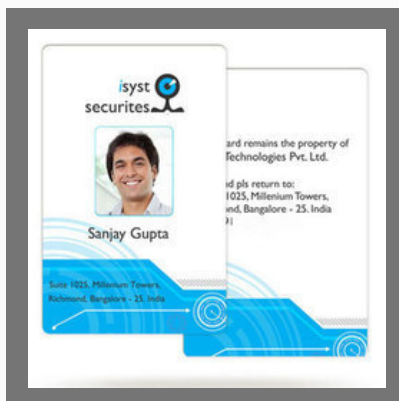 isyst
securites
Sanjay Gupta
Suite 1025, Millenium Towers,
Richmond, Bangalore - 25. India
ard remains the property of
Technologies Pvt. Ltd.
nd pls return to:
1025, Millenium Towers,
ond, Bangalore - 25. India